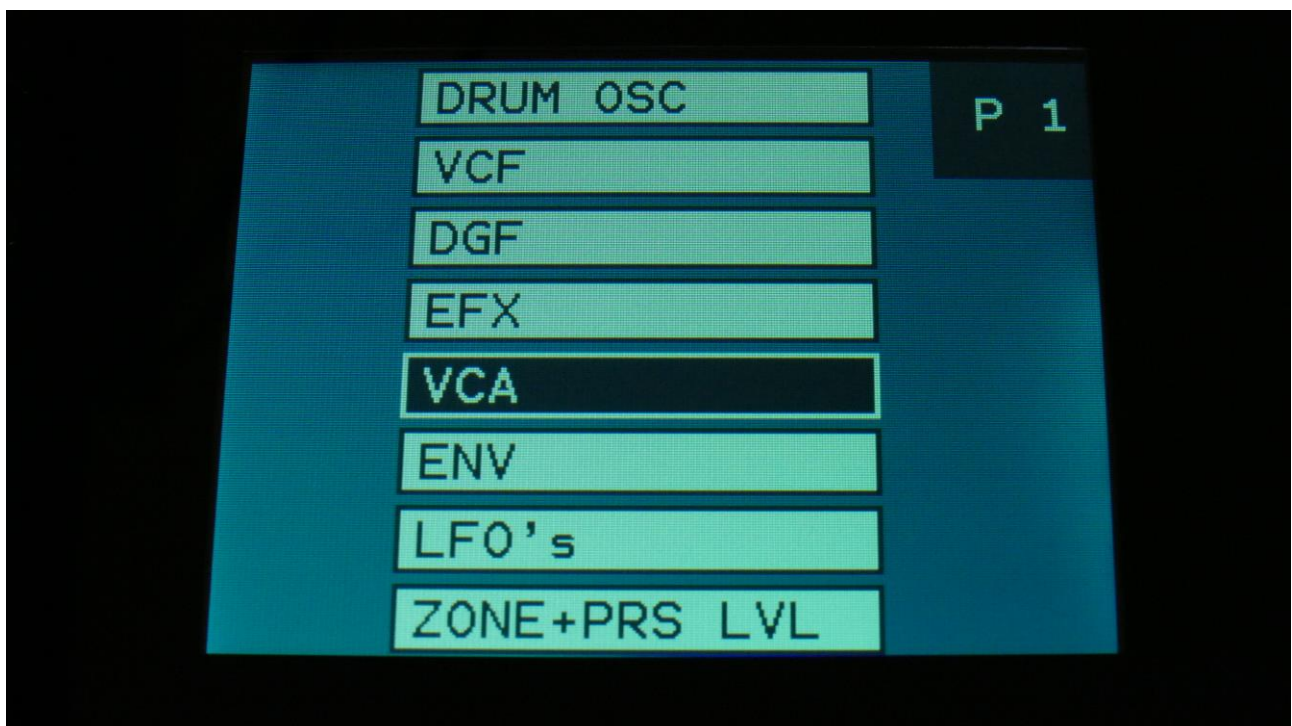 DRUM OSC
P 1
VCF
DGF
EFX
VCA
ENV
LFO's
ZONE+PRS LVL